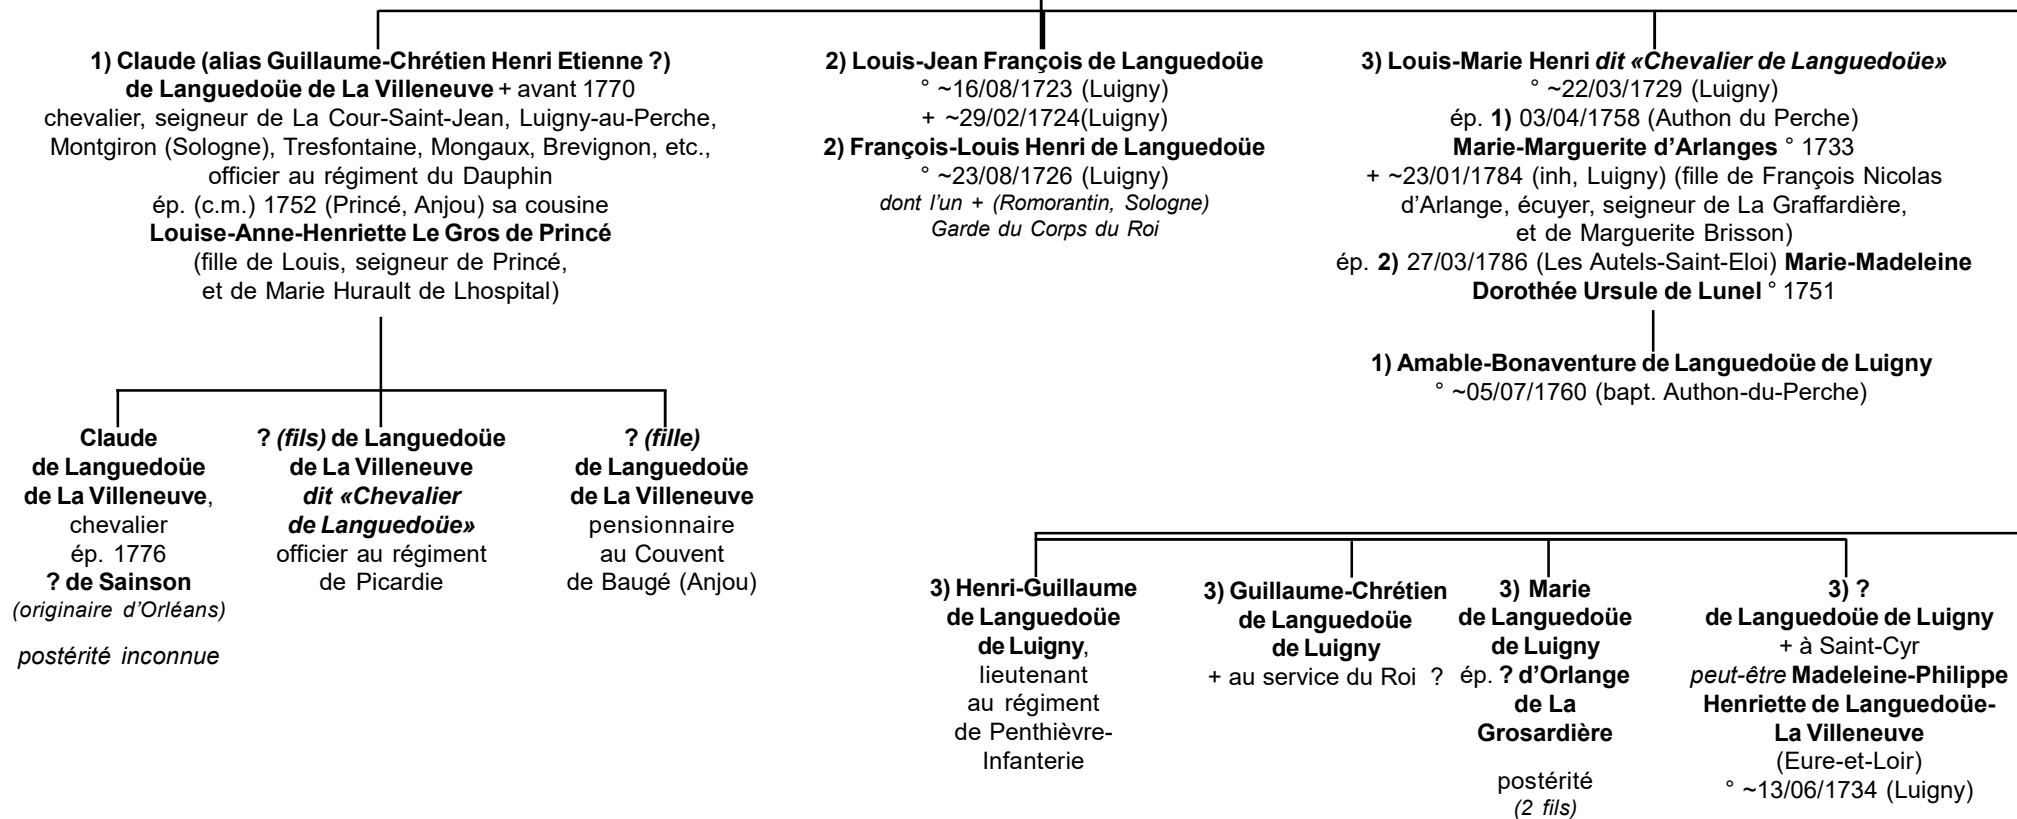 1) Claude (alias Guillaume-Chrétien Henri Etienne ?)
de Languedoüe de La Villeneuve + avant 1770
chevalier, seigneur de La Cour-Saint-Jean, Luigny-au-Perche,
Montgiron (Sologne), Tresfontaine, Mongaux, Brevignon, etc.,
officier au régiment du Dauphin
ép. (c.m.) 1752 (Princé, Anjou) sa cousine
Louise-Anne-Henriette Le Gros de Princé
(fille de Louis, seigneur de Princé,
et de Marie Hurault de Lhospital)
2) Louis-Jean François de Languedoüe
° ~16/08/1723 (Luigny)
+ ~29/02/1724(Luigny)
2) François-Louis Henri de Languedoüe
° ~23/08/1726 (Luigny)
dont l'un + (Romorantin, Sologne)
Garde du Corps du Roi
3) Louis-Marie Henri dit «Chevalier de Languedoüe»
° ~22/03/1729 (Luigny)
ép. 1) 03/04/1758 (Authon du Perche)
Marie-Marguerite d'Arlanges ° 1733
+ ~23/01/1784 (inh, Luigny) (fille de François Nicolas
d'Arlange, écuyer, seigneur de La Graffardière,
et de Marguerite Brisson)
ép. 2) 27/03/1786 (Les Autels-Saint-Eloi) Marie-Madeleine
Dorothée Ursule de Lunel ° 1751
1) Amable-Bonaventure de Languedoüe de Luigny
° ~05/07/1760 (bapt. Authon-du-Perche)
Claude
de Languedoüe
de La Villeneuve,
chevalier
ép. 1776
? de Sainson
(originaire d'Orléans)
postérité inconnue
? (fils) de Languedoüe
de La Villeneuve
dit «Chevalier
de Languedoüe»
officier au régiment
de Picardie
? (fille)
de Languedoüe
de La Villeneuve
pensionnaire
au Couvent
de Baugé (Anjou)
3) Henri-Guillaume
de Languedoüe
de Luigny,
lieutenant
au régiment
de Penthièvre-
Infanterie
3) Guillaume-Chrétien
de Languedoüe
de Luigny
+ au service du Roi ?
3) Marie
de Languedoüe
de Luigny
ép. ? d'Orlange
de La
Grosardière
postérité
(2 fils)
3) ?
de Languedoüe de Luigny
+ à Saint-Cyr
peut-être Madeleine-Philippe
Henriette de Languedoüe-
La Villeneuve
(Eure-et-Loir)
° ~13/06/1734 (Luigny)